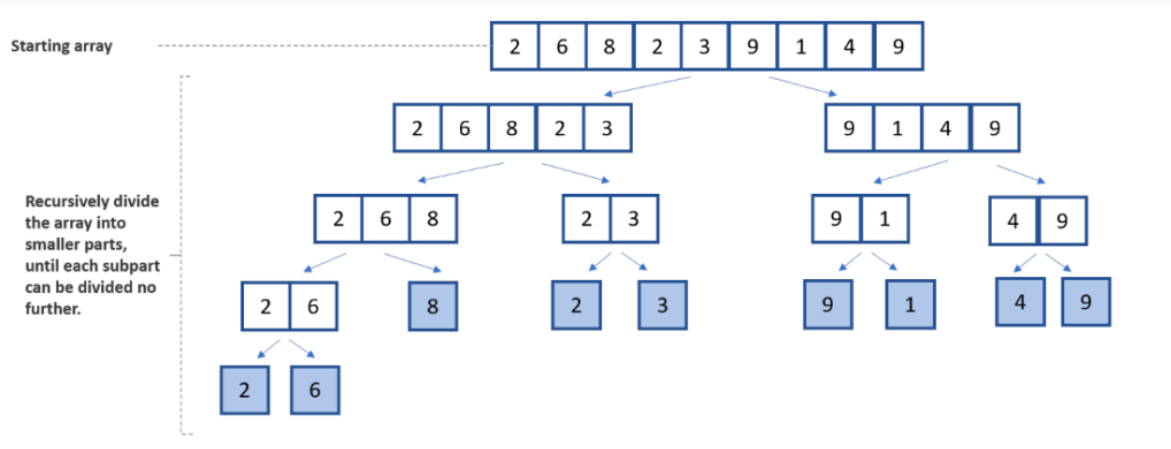 Starting array
2 6 8 2 3 9 1 4 9
2 6 8 2 3
9 1 4 9
Recursively divide
the array into
smaller parts,
until each subpart
can be divided no
further.
2 6 8
2 3
9 1
4 9
2 6
8
2
3
9
1
4
9
2
6